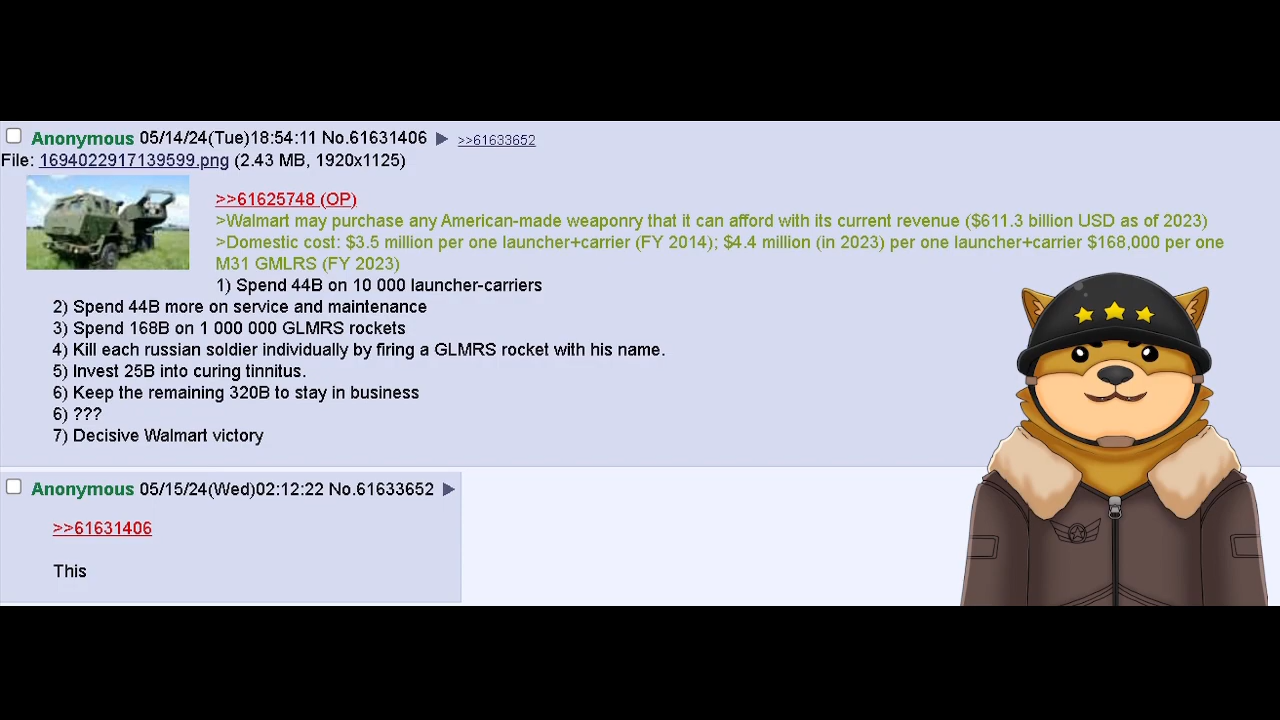 Anonymous 05/14/24(Tue)18:54:11 No.61631406 ▶ >>61633652
File: 1694022917139599.png (2.43 MB, 1920x1125)
>>61625748 (OP)
>Walmart may purchase any American-made weaponry that it can afford with its current revenue ($611.3 billion USD as of 2023)
>Domestic cost: $3.5 million per one launcher+carrier (FY 2014); $4.4 million (in 2023) per one launcher+carrier $168,000 per one
M31 GMLRS (FY 2023)
1) Spend 44B on 10 000 launcher-carriers
2) Spend 44B more on service and maintenance
3) Spend 168B on 1 000 000 GLMRS rockets
4) Kill each russian soldier individually by firing a GLMRS rocket with his name.
5) Invest 25B into curing tinnitus.
6) Keep the remaining 320B to stay in business
6) ???
7) Decisive Walmart victory
Anonymous 05/15/24(Wed)02:12:22 No.61633652 ▶
>>61631406
This